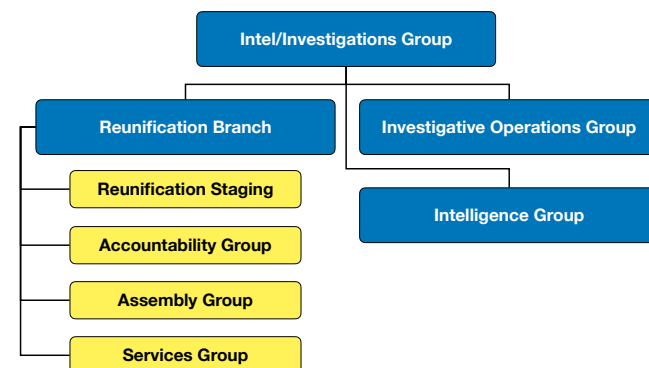 Intel/Investigations Group
Reunification Branch
Investigative Operations Group
Reunification Staging
Intelligence Group
Accountability Group
Assembly Group
Services Group